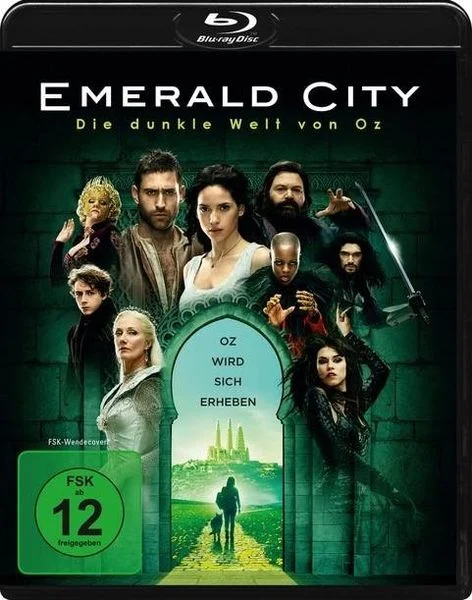 Blu-ray Disc
EMERALD CITY
Die dunkle Welt von Oz
OZ
WIRD
SICH
ERHEBEN
FSK-Wendecover!
FSK
ab
12
freigegeben